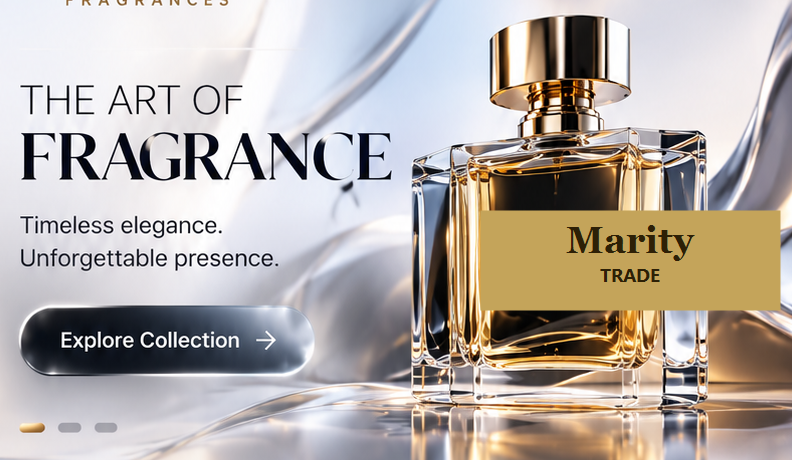 FRAGRANCES
THE ART OF
FRAGRANCE
Timeless elegance.
Unforgettable presence.
Explore Collection →
Marity
TRADE